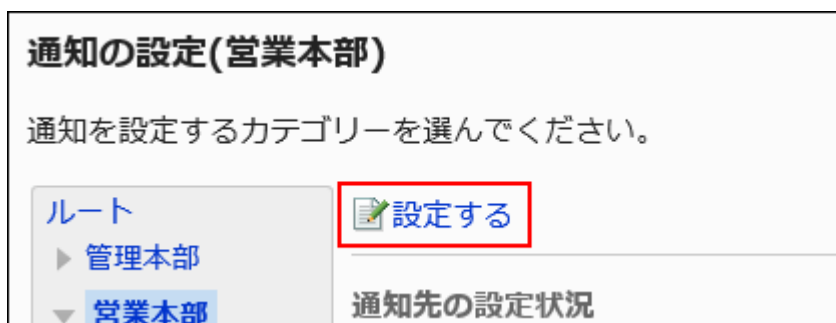 通知の設定(営業本部)
通知を設定するカテゴリーを選んでください。
ルート
管理本部
営業本部
設定する
通知先の設定状況